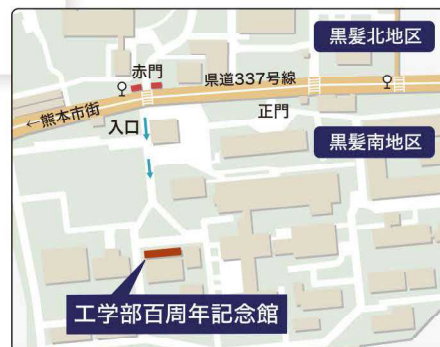 黒髪北地区
赤門
県道337号線
←熊本市街
入口
正門
黒髪南地区
工学部百周年記念館